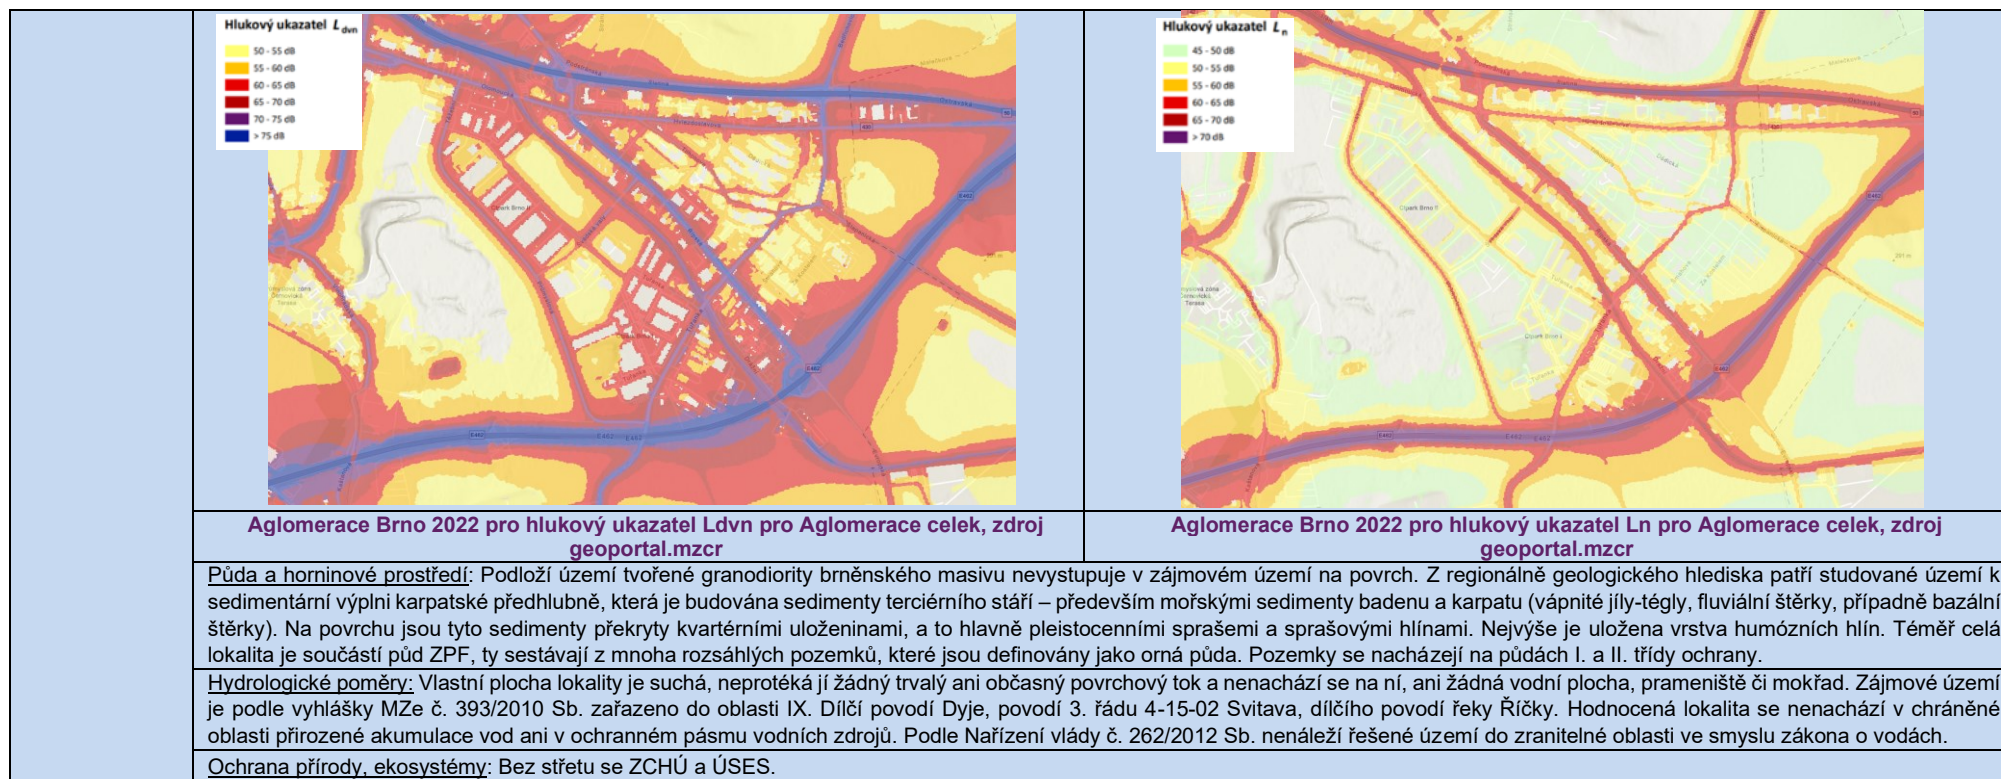 Hlukový ukazatel L dvn
50 - 55 dB
55 - 60 dB
60 - 65 dB
65 - 70 dB
70 - 75 dB
> 75 dB
Hlukový ukazatel L n
45 - 50 dB
50 - 55 dB
55 - 60 dB
60 - 65 dB
65 - 70 dB
> 70 dB
E462
E462
E462
E462
E462
E462
E462
E462
Aglomerace Brno 2022 pro hlukový ukazatel Ldvn pro Aglomerace celek, zdroj
geoportal.mzcr
Aglomerace Brno 2022 pro hlukový ukazatel Ln pro Aglomerace celek, zdroj
geoportal.mzcr
Půda a horninové prostředí: Podloží území tvořené granodiority brněnského masivu nevystupuje v zájmovém území na povrch. Z regionálně geologického hlediska patří studované území k
sedimentární výplni karpatské předhlubně, která je budována sedimenty terciérního stáří – především mořskými sedimenty badenu a karpatu (vápnité jíly-tégly, fluviální štěrky, případně bazální
štěrky). Na povrchu jsou tyto sedimenty překryty kvartérními uloženinami, a to hlavně pleistocenními sprašemi a sprašovými hlínami. Nejvýše je uložena vrstva humózních hlín. Téměř celá
lokalita je součástí půd ZPF, ty sestávají z mnoha rozsáhlých pozemků, které jsou definovány jako orná půda. Pozemky se nacházejí na půdách I. a II. třídy ochrany.
Hydrologické poměry: Vlastní plocha lokality je suchá, neprotéká jí žádný trvalý ani občasný povrchový tok a nenachází se na ní, ani žádná vodní plocha, prameniště či mokřad. Zájmové území
je podle vyhlášky MZe č. 393/2010 Sb. zařazeno do oblasti IX. Dílčí povodí Dyje, povodí 3. řádu 4-15-02 Svitava, dílčího povodí řeky Říčky. Hodnocená lokalita se nenachází v chráněné
oblasti přirozené akumulace vod ani v ochranném pásmu vodních zdrojů. Podle Nařízení vlády č. 262/2012 Sb. nenáleží řešené území do zranitelné oblasti ve smyslu zákona o vodách.
Ochrana přírody, ekosystémy: Bez střetu se ZCHÚ a ÚSES.